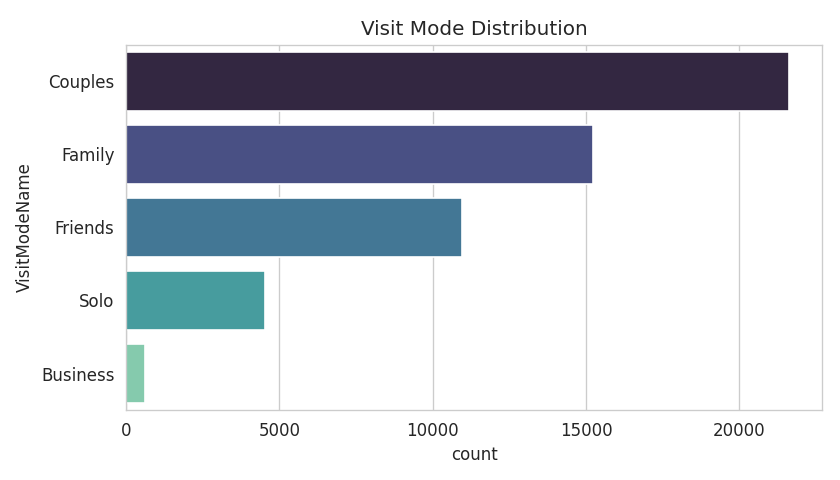 Visit Mode Distribution
VisitModeName
Couples
Family
Friends
Solo
Business
0 5000 10000 15000 20000
count